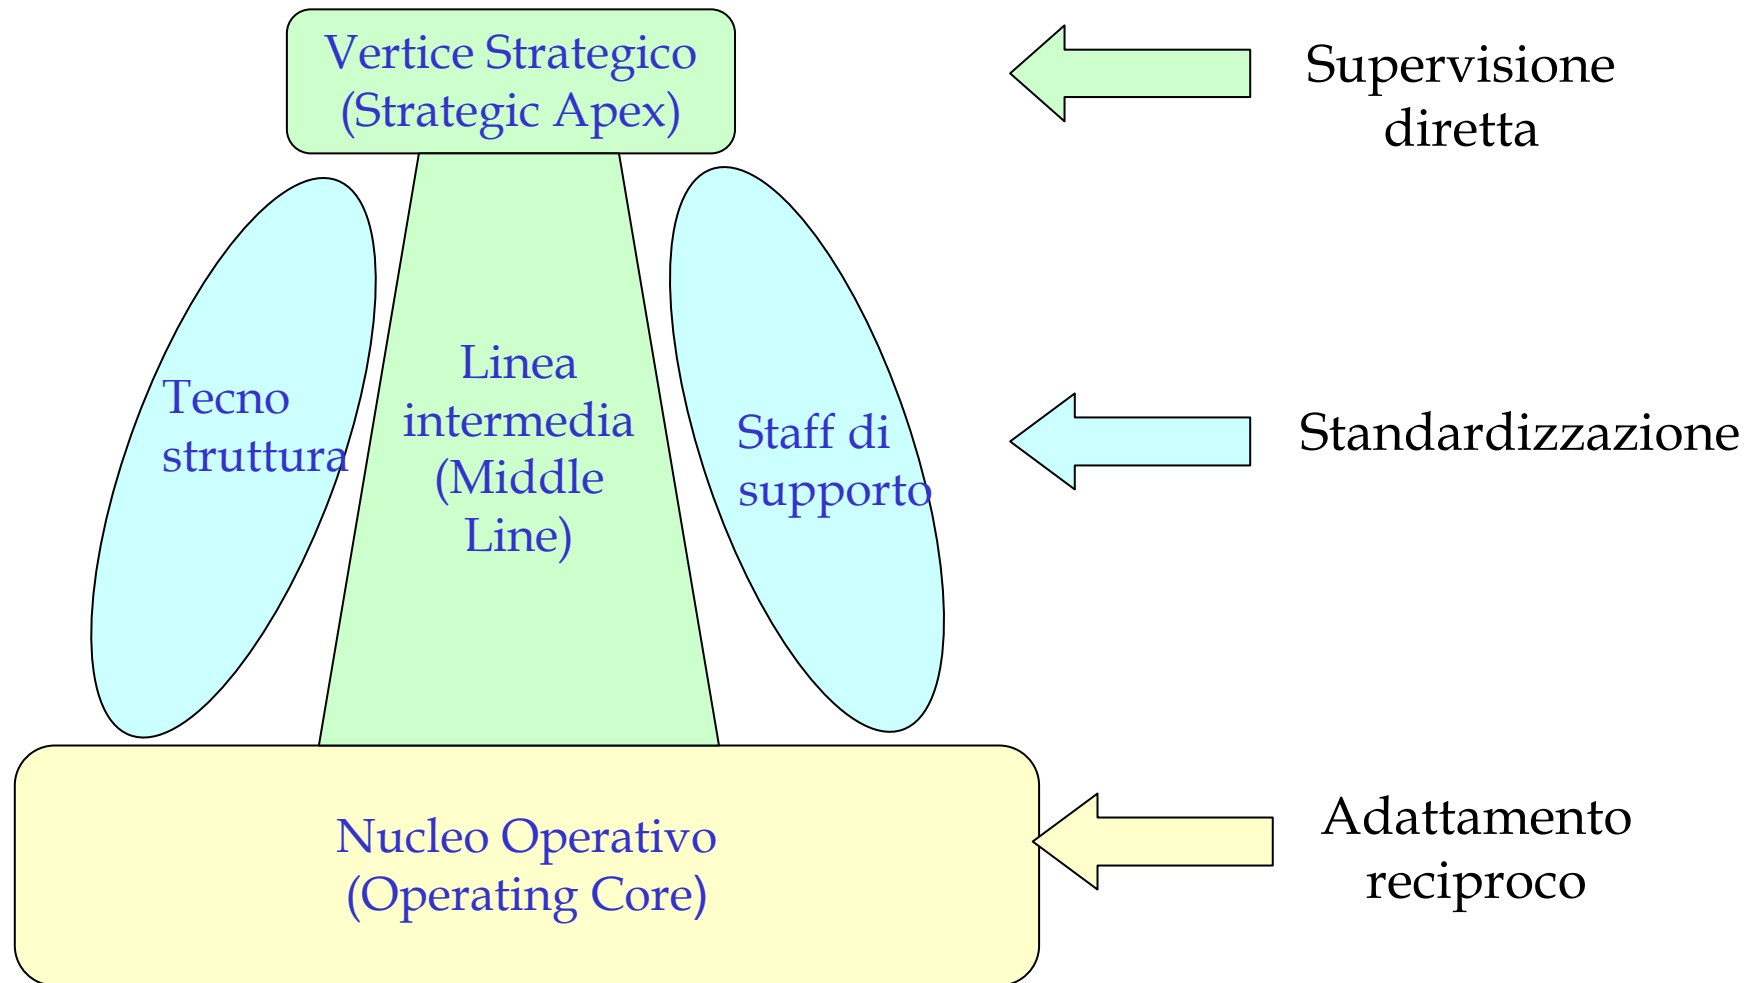 Vertice Strategico
(Strategic Apex)
Supervisione
diretta
Tecno
struttura
Linea
intermedia
(Middle
Line)
Staff di
supporto
Standardizzazione
Nucleo Operativo
(Operating Core)
Adattamento
reciproco